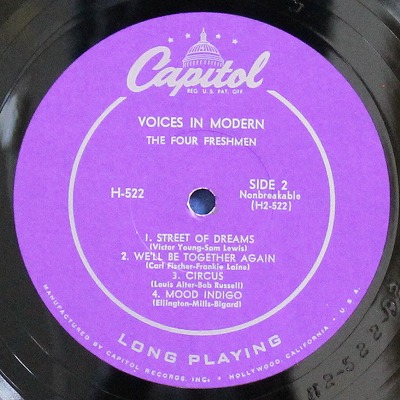 Capitol
REG. U.S. PAT. OFF.
VOICES IN MODERN
THE FOUR FRESHMEN
H-522
SIDE 2
Nonbreakable
(H2-522)
1. STREET OF DREAMS
(Victor Young-Sam Lewis)
2. WE'LL BE TOGETHER AGAIN
(Carl Fischer-Frankie Laine)
3. CIRCUS
(Louis Alter-Bob Russell)
4. MOOD INDIGO
(Ellington-Mills-Bigard)
LONG PLAYING
MANUFACTURED BY CAPITOL RECORDS, INC. • HOLLYWOOD, CALIFORNIA • U.S.A.